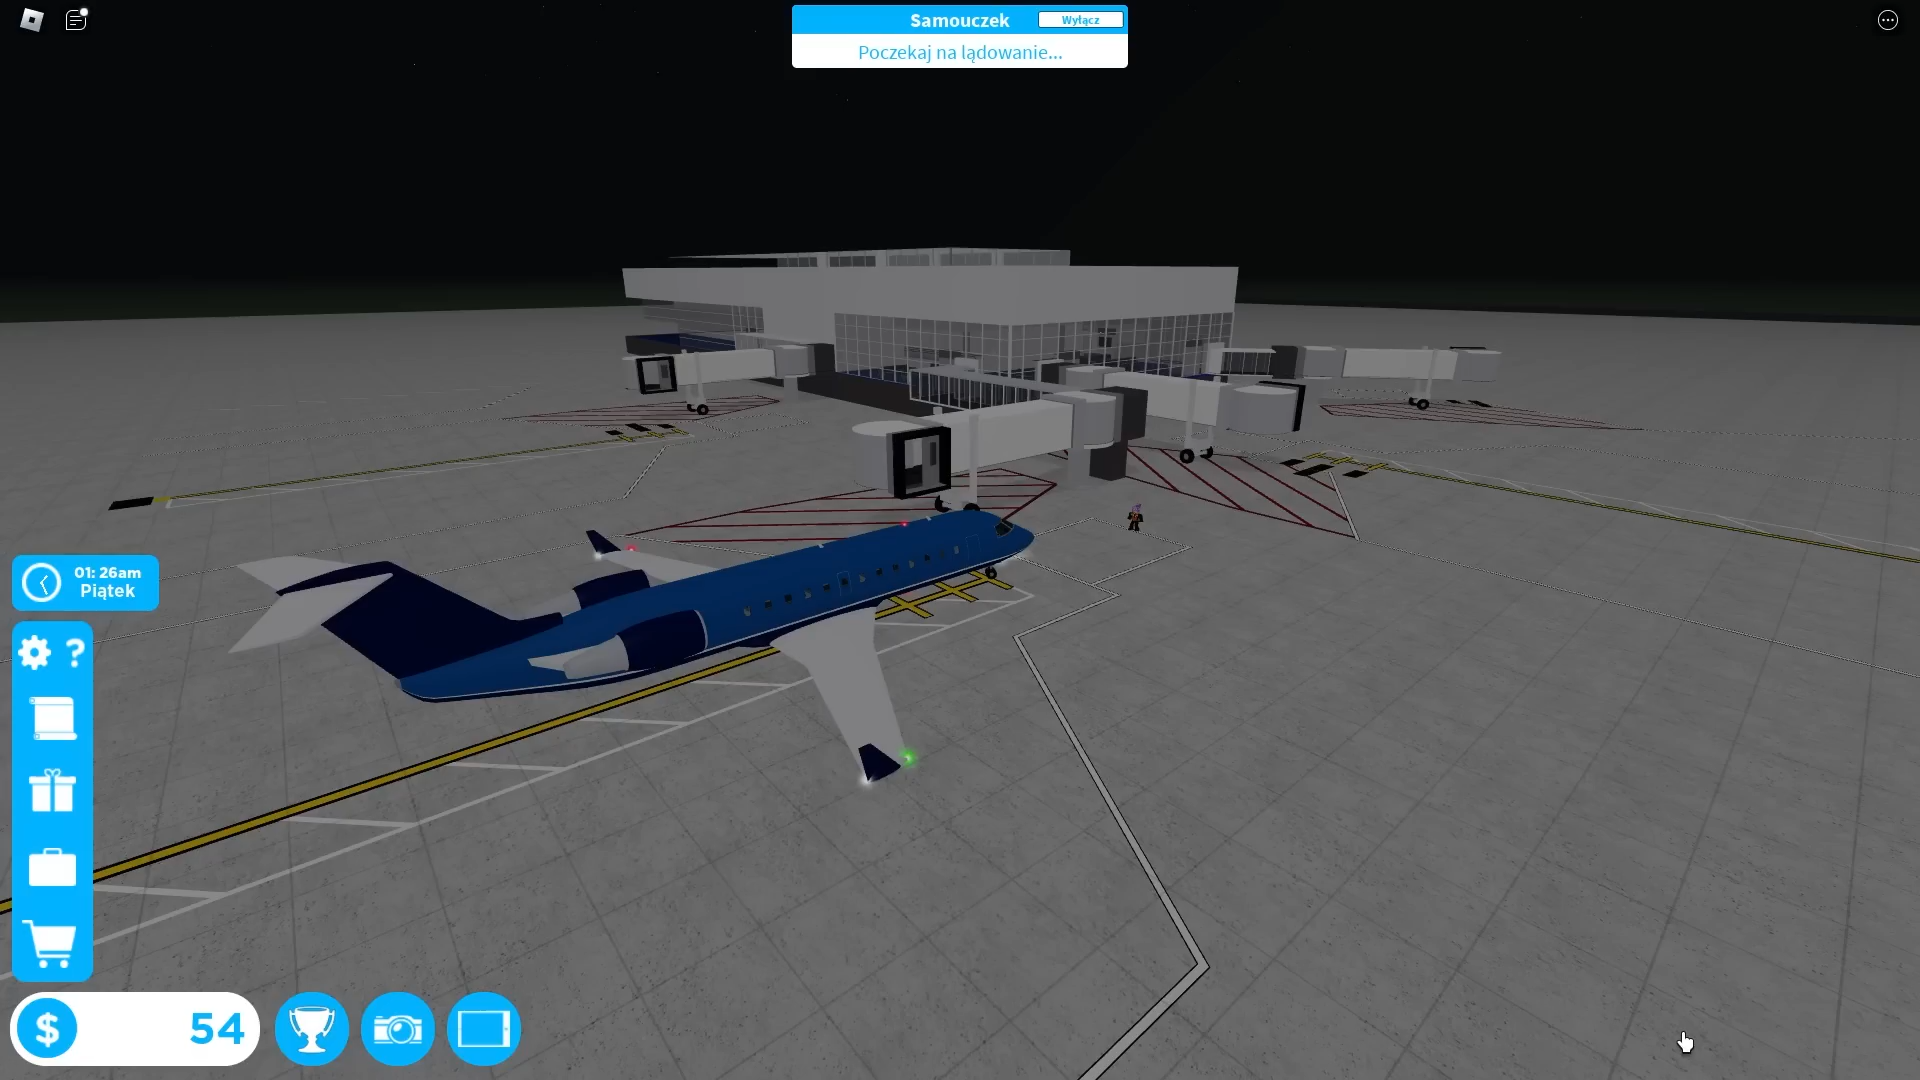 Samouczek
Wyłącz
Poczekaj na lądowanie...
01: 26am
Piątek
?
$
54